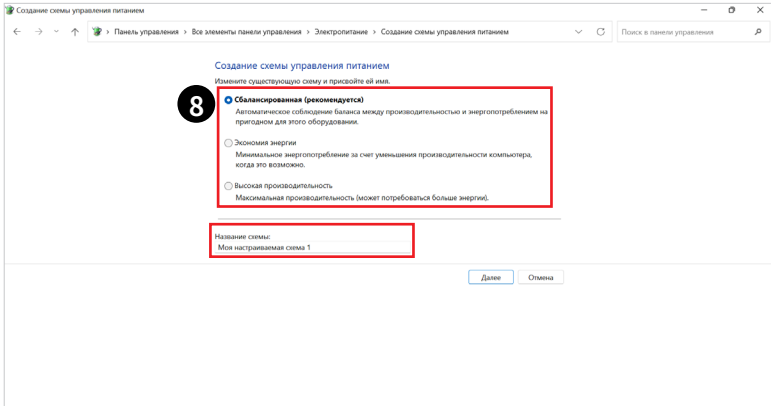 Создание схемы управления питанием
Панель управления > Все элементы панели управления > Электропитание > Создание схемы управления питанием
Поиск в панели управления
Создание схемы управления питанием
Измените существующую схему и присвойте ей имя.
8
Сбалансированная (рекомендуется)
Автоматическое соблюдение баланса между производительностью и энергопотреблением на
пригодном для этого оборудовании.
Экономия энергии
Минимальное энергопотребление за счет уменьшения производительности компьютера,
когда это возможно.
Высокая производительность
Максимальная производительность (может потребоваться больше энергии).
Название схемы:
Моя настраиваемая схема 1
Далее
Отмена